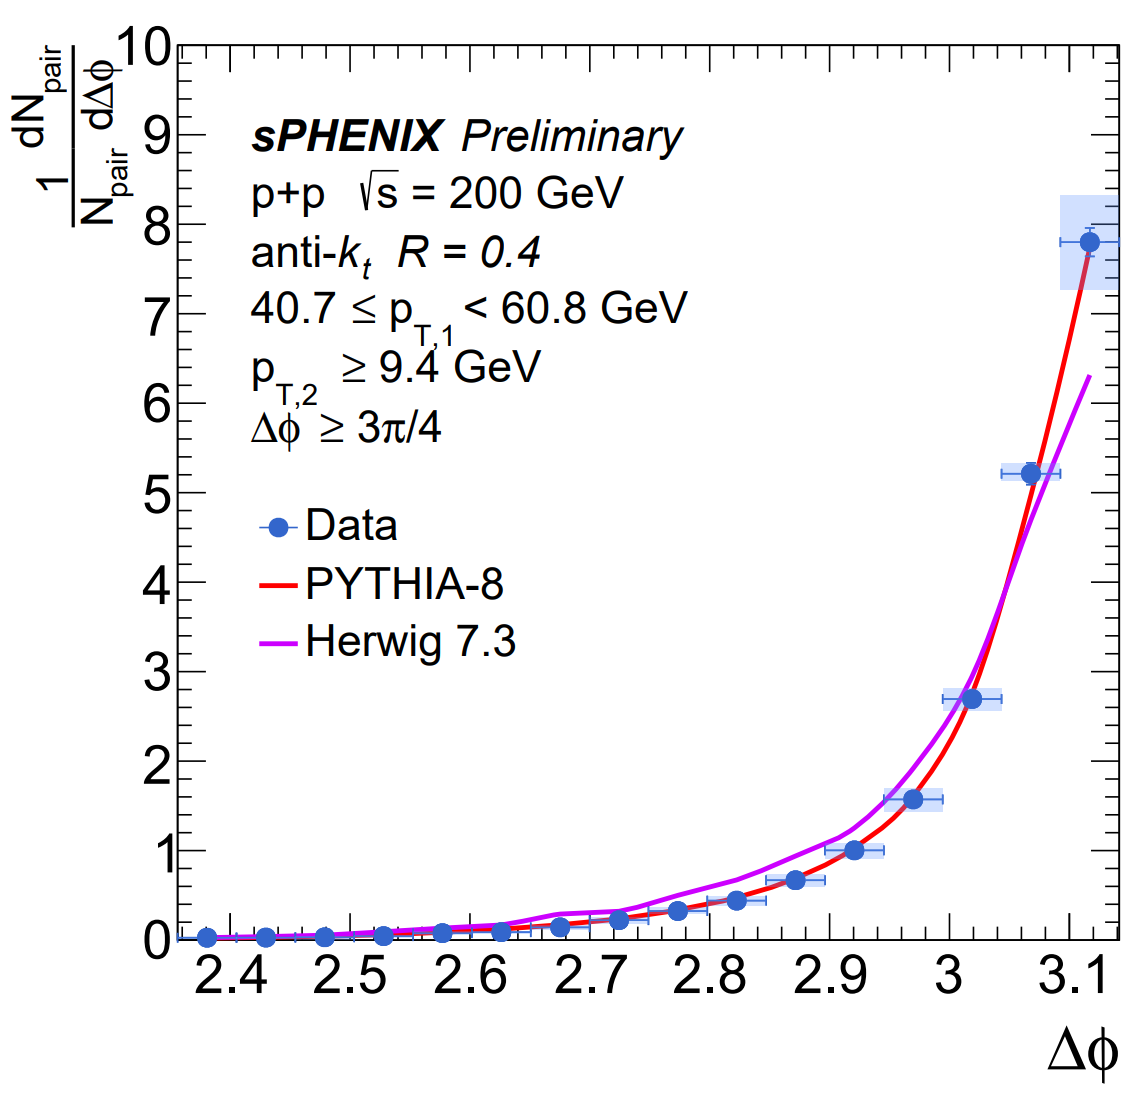 1 dN_pair
N_pair dΔϕ
10
9
8
7
6
5
4
3
2
1
0
sPHENIX Preliminary
p+p √s = 200 GeV
anti-k_t R = 0.4
40.7 ≤ p_T,1 < 60.8 GeV
p_T,2 ≥ 9.4 GeV
Δϕ ≥ 3π/4
Data
PYTHIA-8
Herwig 7.3
2.4 2.5 2.6 2.7 2.8 2.9 3 3.1
Δϕ